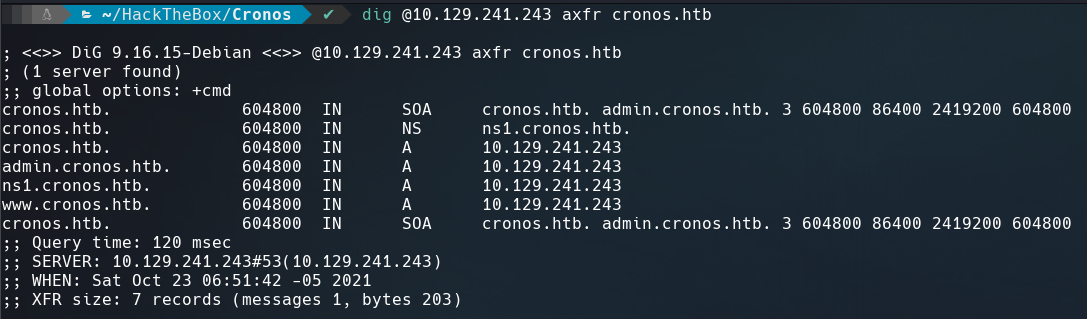 ~/HackTheBox/Cronos ✔ dig @10.129.241.243 axfr cronos.htb
; <<>> DiG 9.16.15-Debian <<>> @10.129.241.243 axfr cronos.htb
; (1 server found)
;; global options: +cmd
cronos.htb. 604800 IN SOA cronos.htb. admin.cronos.htb. 3 604800 86400 2419200 604800
cronos.htb. 604800 IN NS ns1.cronos.htb.
cronos.htb. 604800 IN A 10.129.241.243
admin.cronos.htb. 604800 IN A 10.129.241.243
ns1.cronos.htb. 604800 IN A 10.129.241.243
www.cronos.htb. 604800 IN A 10.129.241.243
cronos.htb. 604800 IN SOA cronos.htb. admin.cronos.htb. 3 604800 86400 2419200 604800
;; Query time: 120 msec
;; SERVER: 10.129.241.243#53(10.129.241.243)
;; WHEN: Sat Oct 23 06:51:42 -05 2021
;; XFR size: 7 records (messages 1, bytes 203)